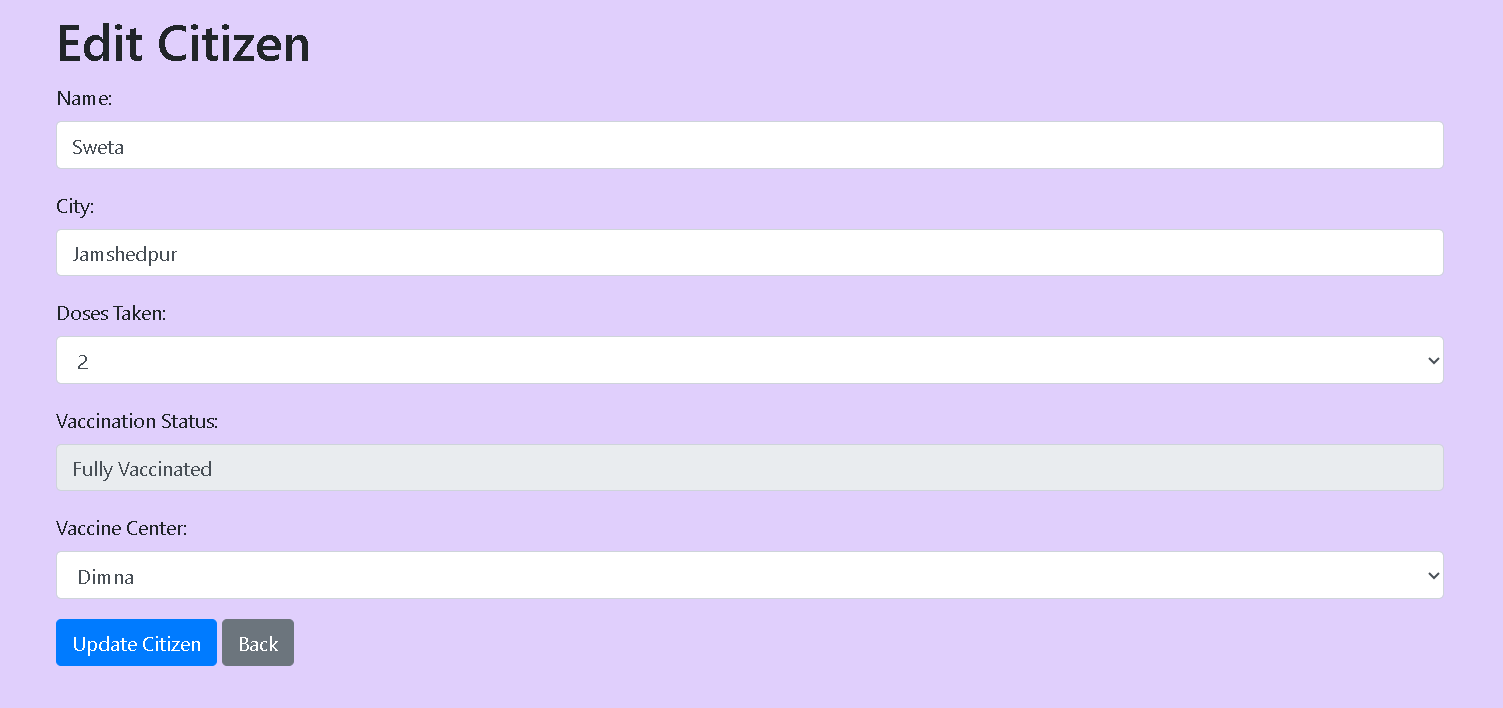 Edit Citizen
Name:
Sweta
City:
Jamshedpur
Doses Taken:
2
Vaccination Status:
Fully Vaccinated
Vaccine Center:
Dimna
Update Citizen Back